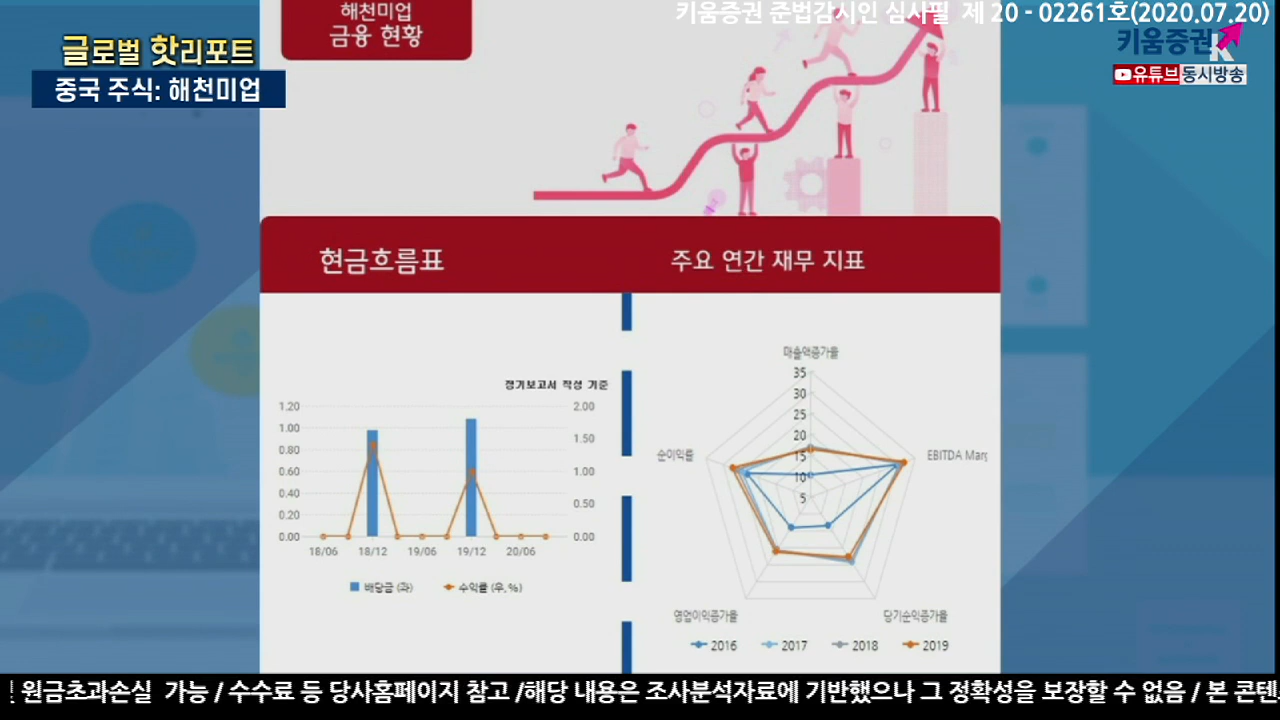 키움증권 준법감시인 심사필 제 20 - 02261호(2020.07.20)
글로벌 핫리포트
중국 주식: 해천미업
키움증권
유튜브동시방송
해천미업
금융 현황
현금흐름표
주요 연간 재무 지표
정기보고서 작성 기준
1.20
1.00
0.80
0.60
0.40
0.20
0.00
2.00
1.50
1.00
0.50
0.00
18/06 18/12 19/06 19/12 20/06
배당금 (좌) 수익률 (우,%)
매출액증가율
35
30
25
20
15
10
5
순이익률
EBITDA Marg
영업이익증가율
당기순익증가율
2016 2017 2018 2019
원금초과손실 가능 / 수수료 등 당사홈페이지 참고 /해당 내용은 조사분석자료에 기반했으나 그 정확성을 보장할 수 없음 / 본 콘텐